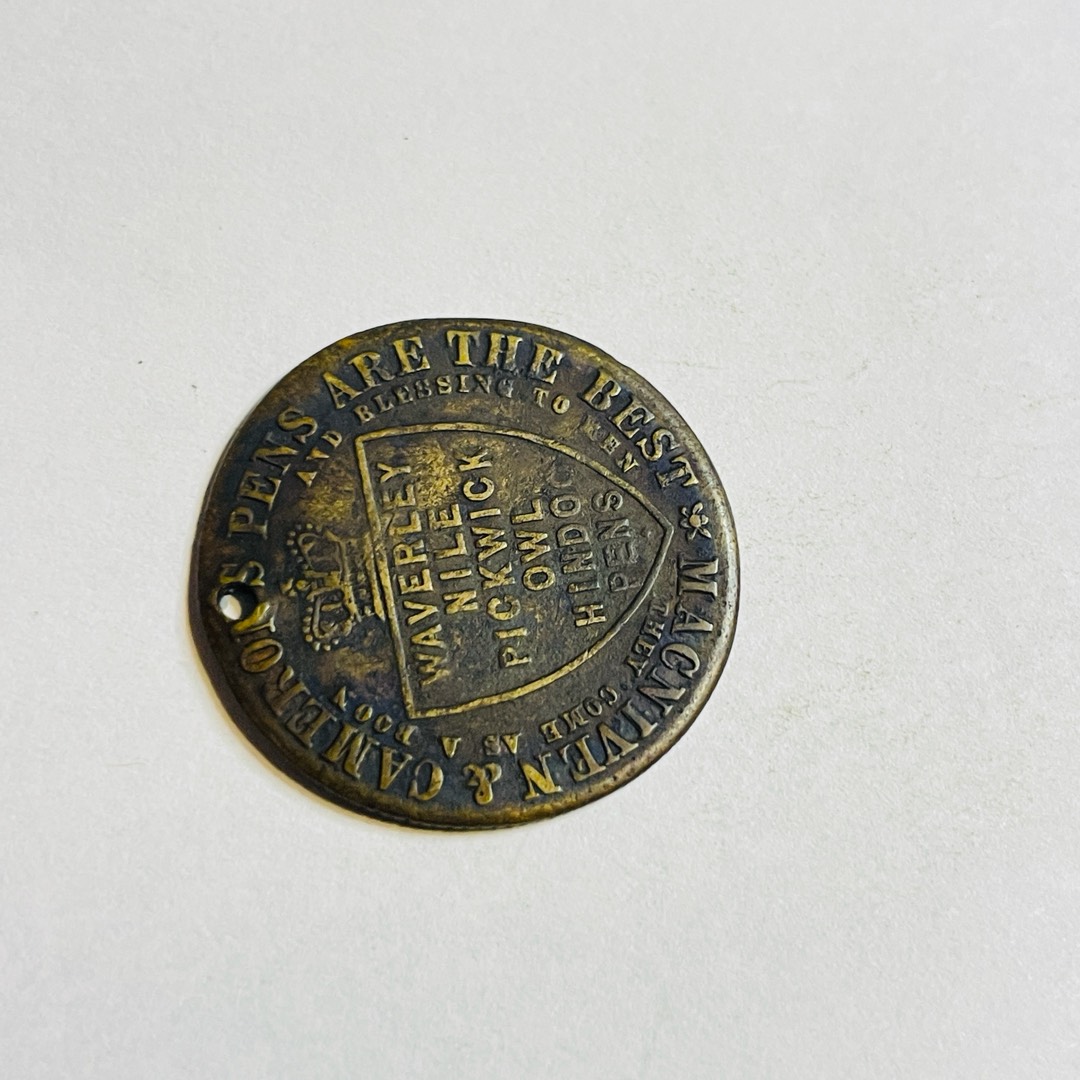 MACNIVEN & CAMERON'S PENS ARE THE BEST
THEY COME AS A BOON
AND BLESSING TO MEN
WAVERLEY
NILE
PICKWICK
OWL
HINDOO
PENS